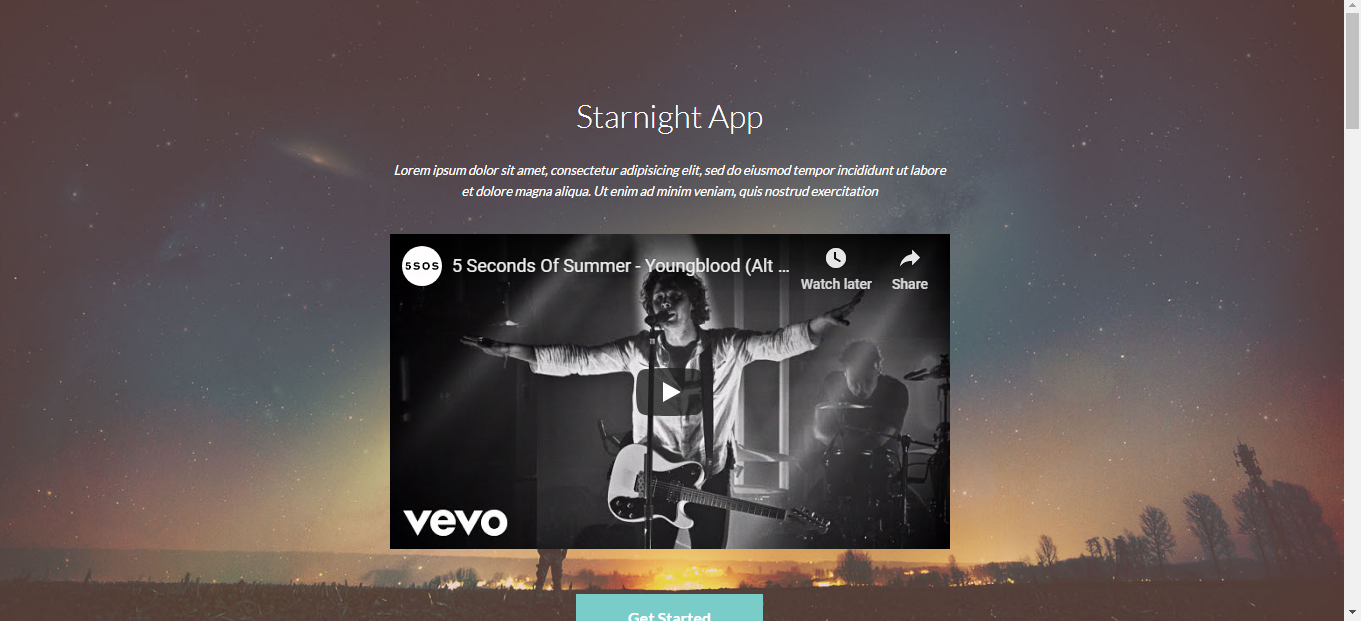 Starnight App
Lorem ipsum dolor sit amet, consectetur adipisicing elit, sed do eiusmod tempor incididunt ut labore
et dolore magna aliqua. Ut enim ad minim veniam, quis nostrud exercitation
5SOS
5 Seconds Of Summer - Youngblood (Alt ...
Watch later
Share
vevo
Get Started